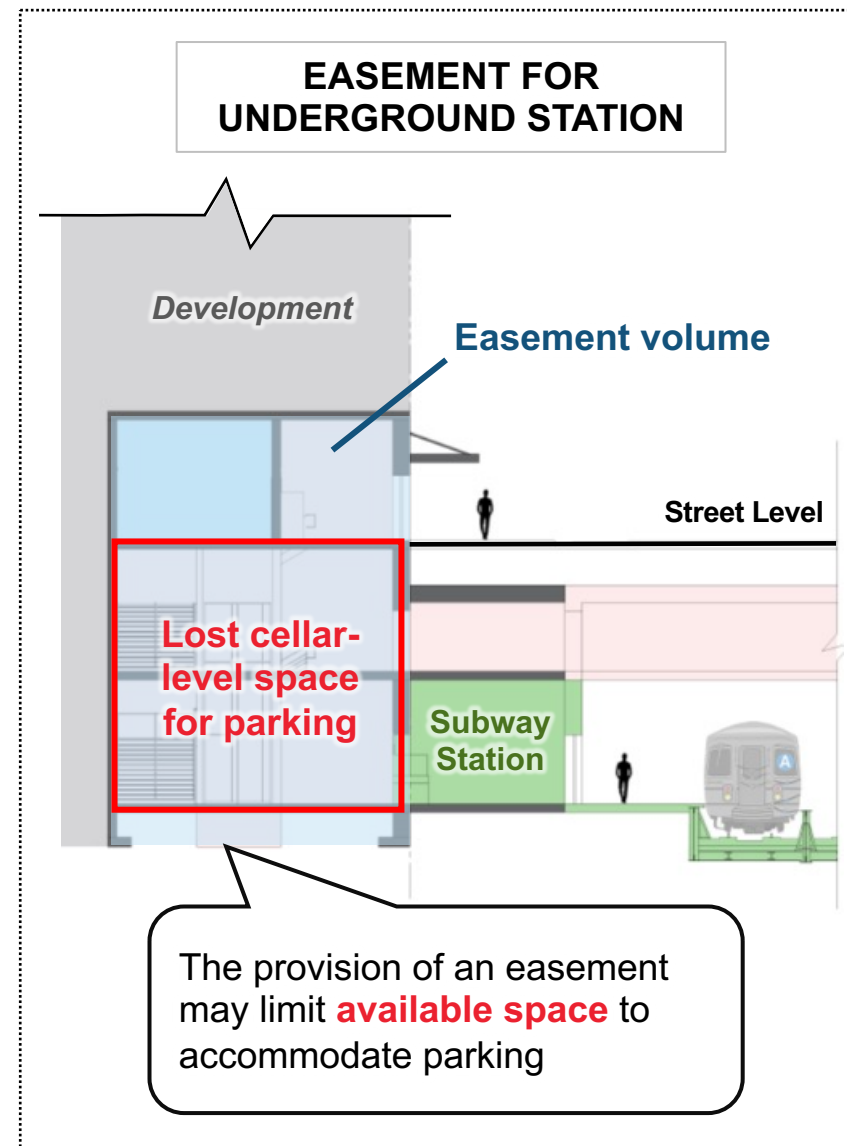 EASEMENT FOR
UNDERGROUND STATION
Development
Easement volume
Street Level
Lost cellar-
level space
for parking
Subway
Station
A
The provision of an easement
may limit available space to
accommodate parking